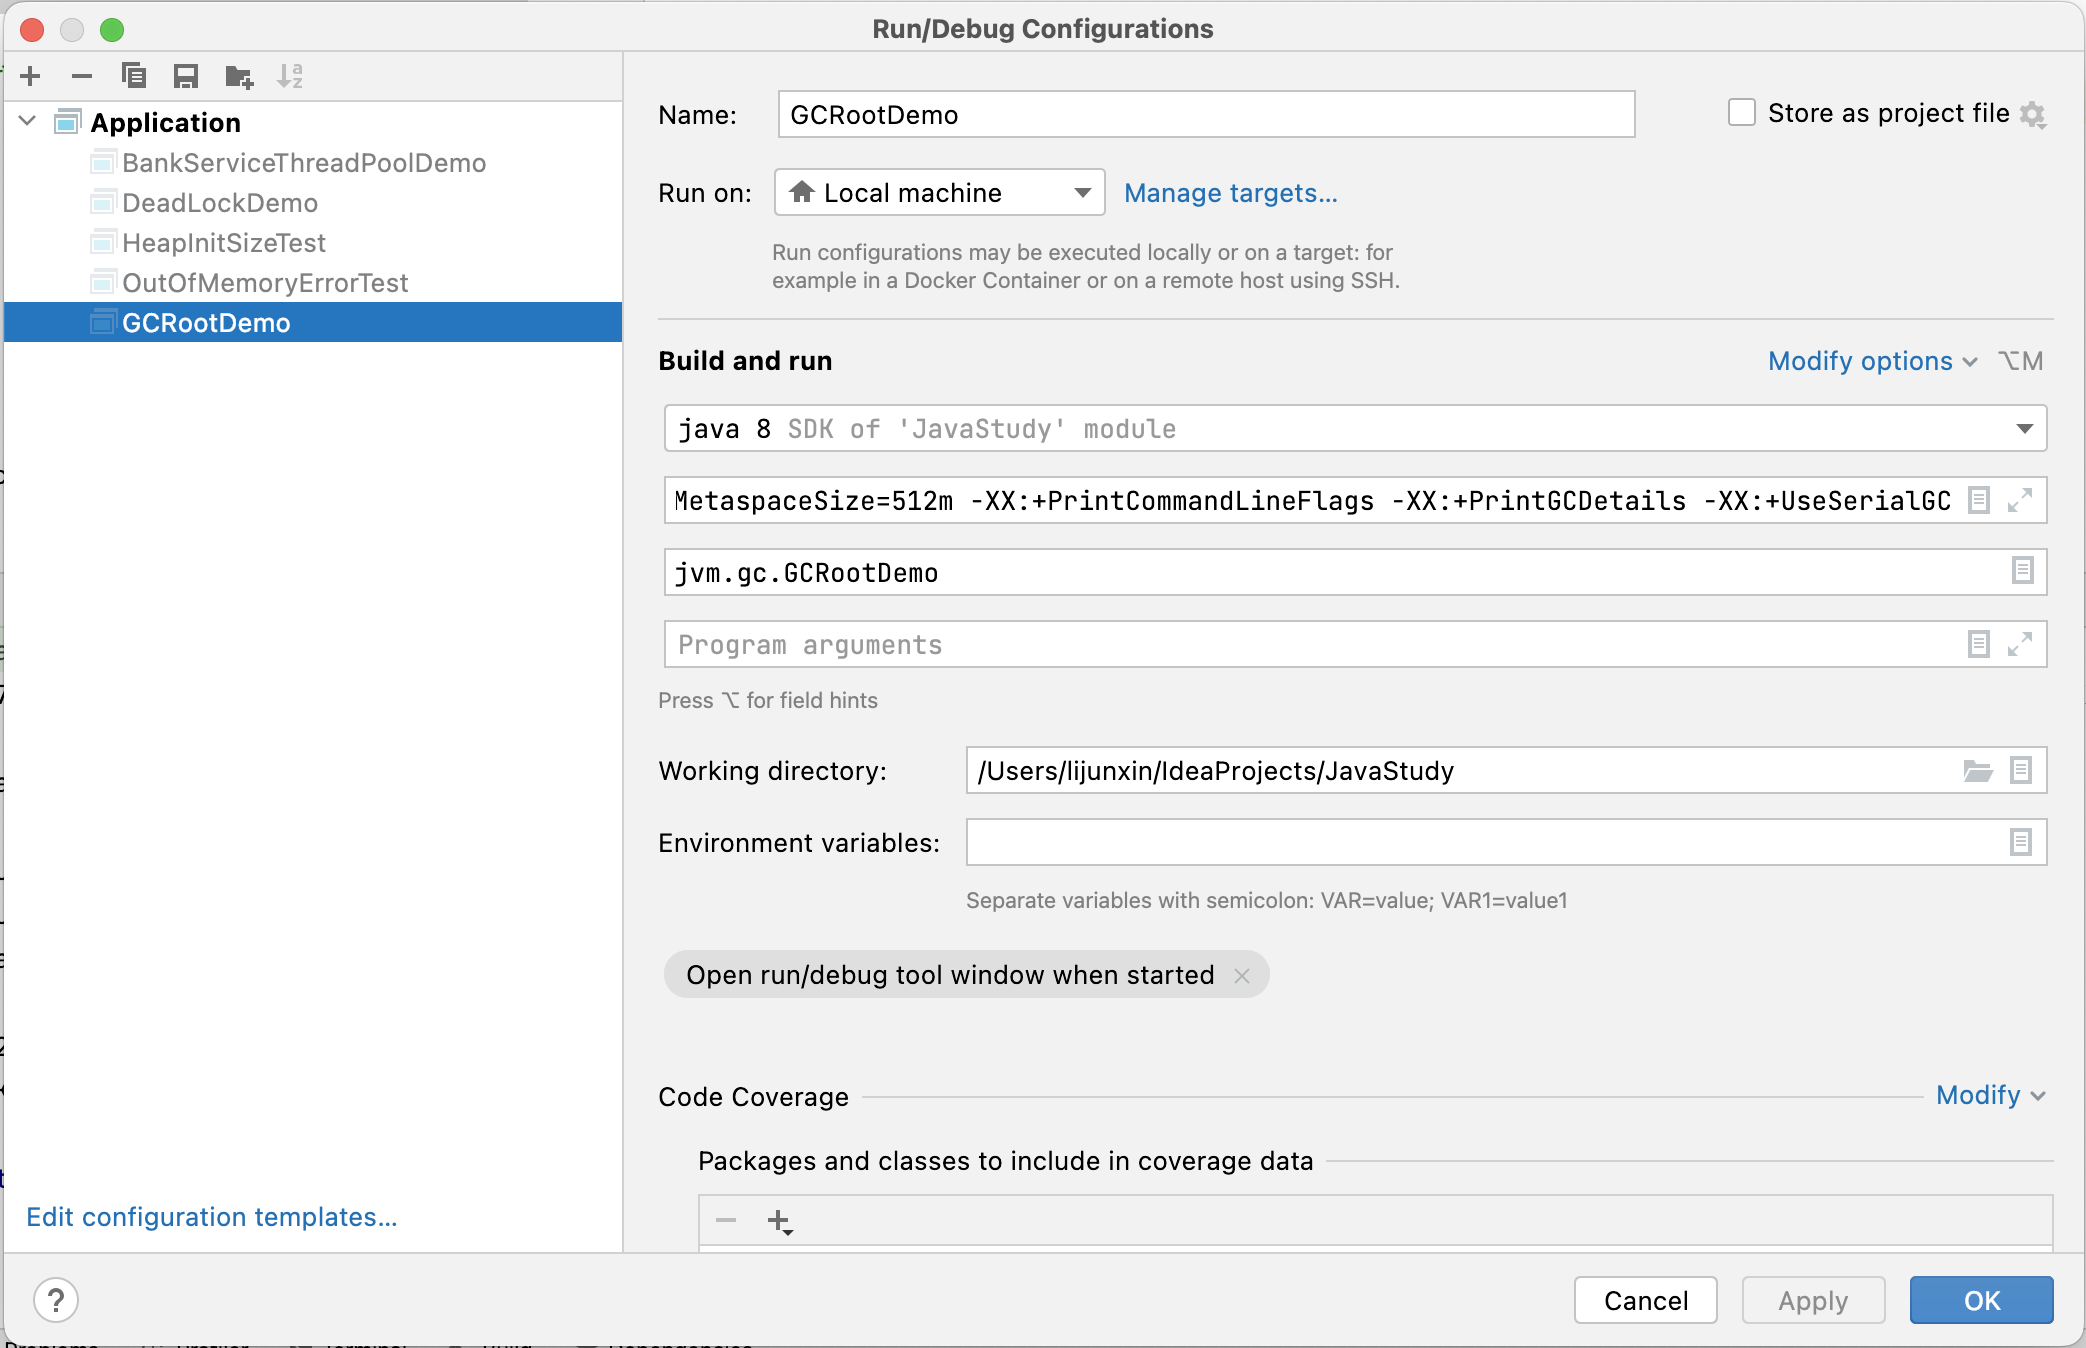 Run/Debug Configurations
Application
BankServiceThreadPoolDemo
DeadLockDemo
HeapInitSizeTest
OutOfMemoryErrorTest
GCRootDemo
Edit configuration templates...
Name: GCRootDemo
Store as project file
Run on: Local machine Manage targets...
Run configurations may be executed locally or on a target: for
example in a Docker Container or on a remote host using SSH.
Build and run
Modify options ⌥M
java 8 SDK of 'JavaStudy' module
MetaspaceSize=512m -XX:+PrintCommandLineFlags -XX:+PrintGCDetails -XX:+UseSerialGC
jvm.gc.GCRootDemo
Program arguments
Press ⌥ for field hints
Working directory: /Users/lijunxin/IdeaProjects/JavaStudy
Environment variables:
Separate variables with semicolon: VAR=value; VAR1=value1
Open run/debug tool window when started
Code Coverage Modify
Packages and classes to include in coverage data
? Cancel Apply OK